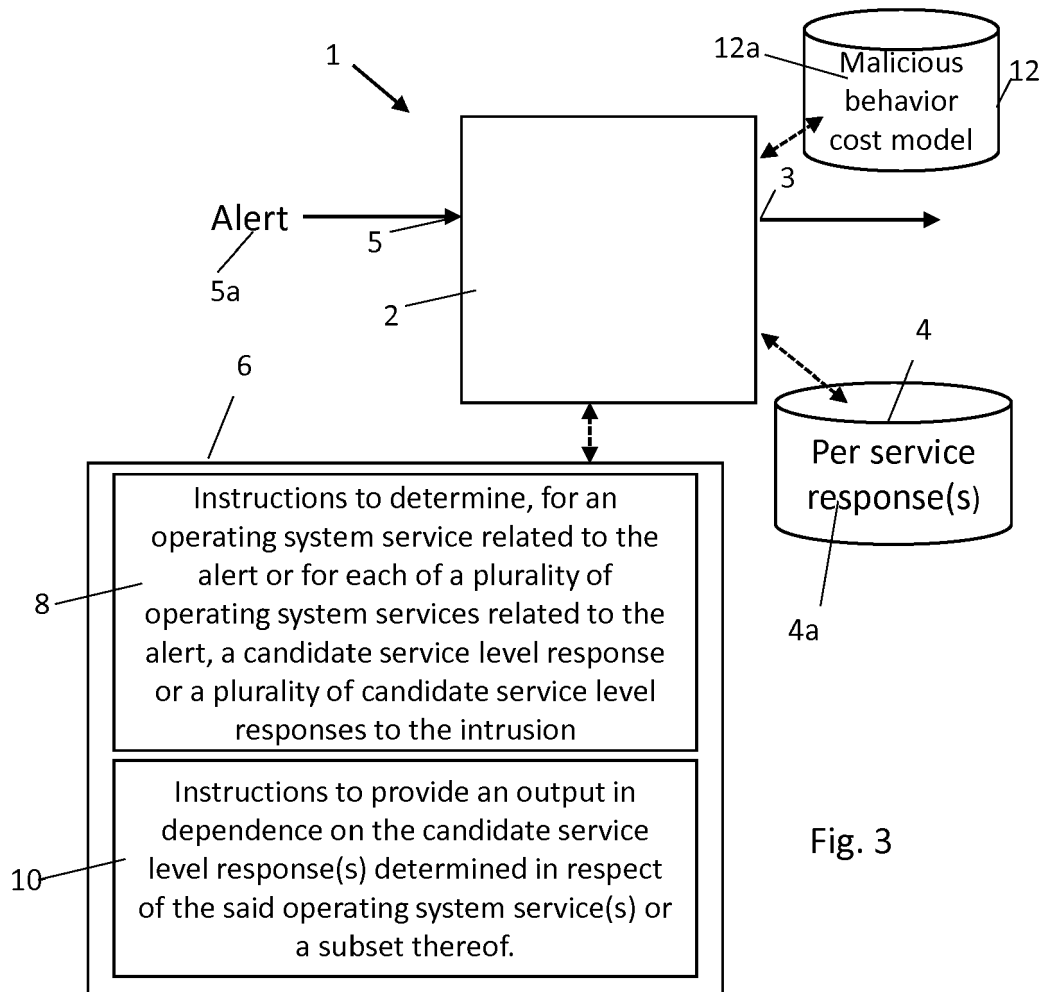 1
12a
Malicious
behavior
cost model
12
3
Alert
5
5a
2
4
6
Per service
response(s)
4a
Instructions to determine, for an
operating system service related to the
alert or for each of a plurality of
operating system services related to the
alert, a candidate service level response
or a plurality of candidate service level
responses to the intrusion
8
Instructions to provide an output in
dependence on the candidate service
level response(s) determined in respect
of the said operating system service(s) or
a subset thereof.
10
Fig. 3